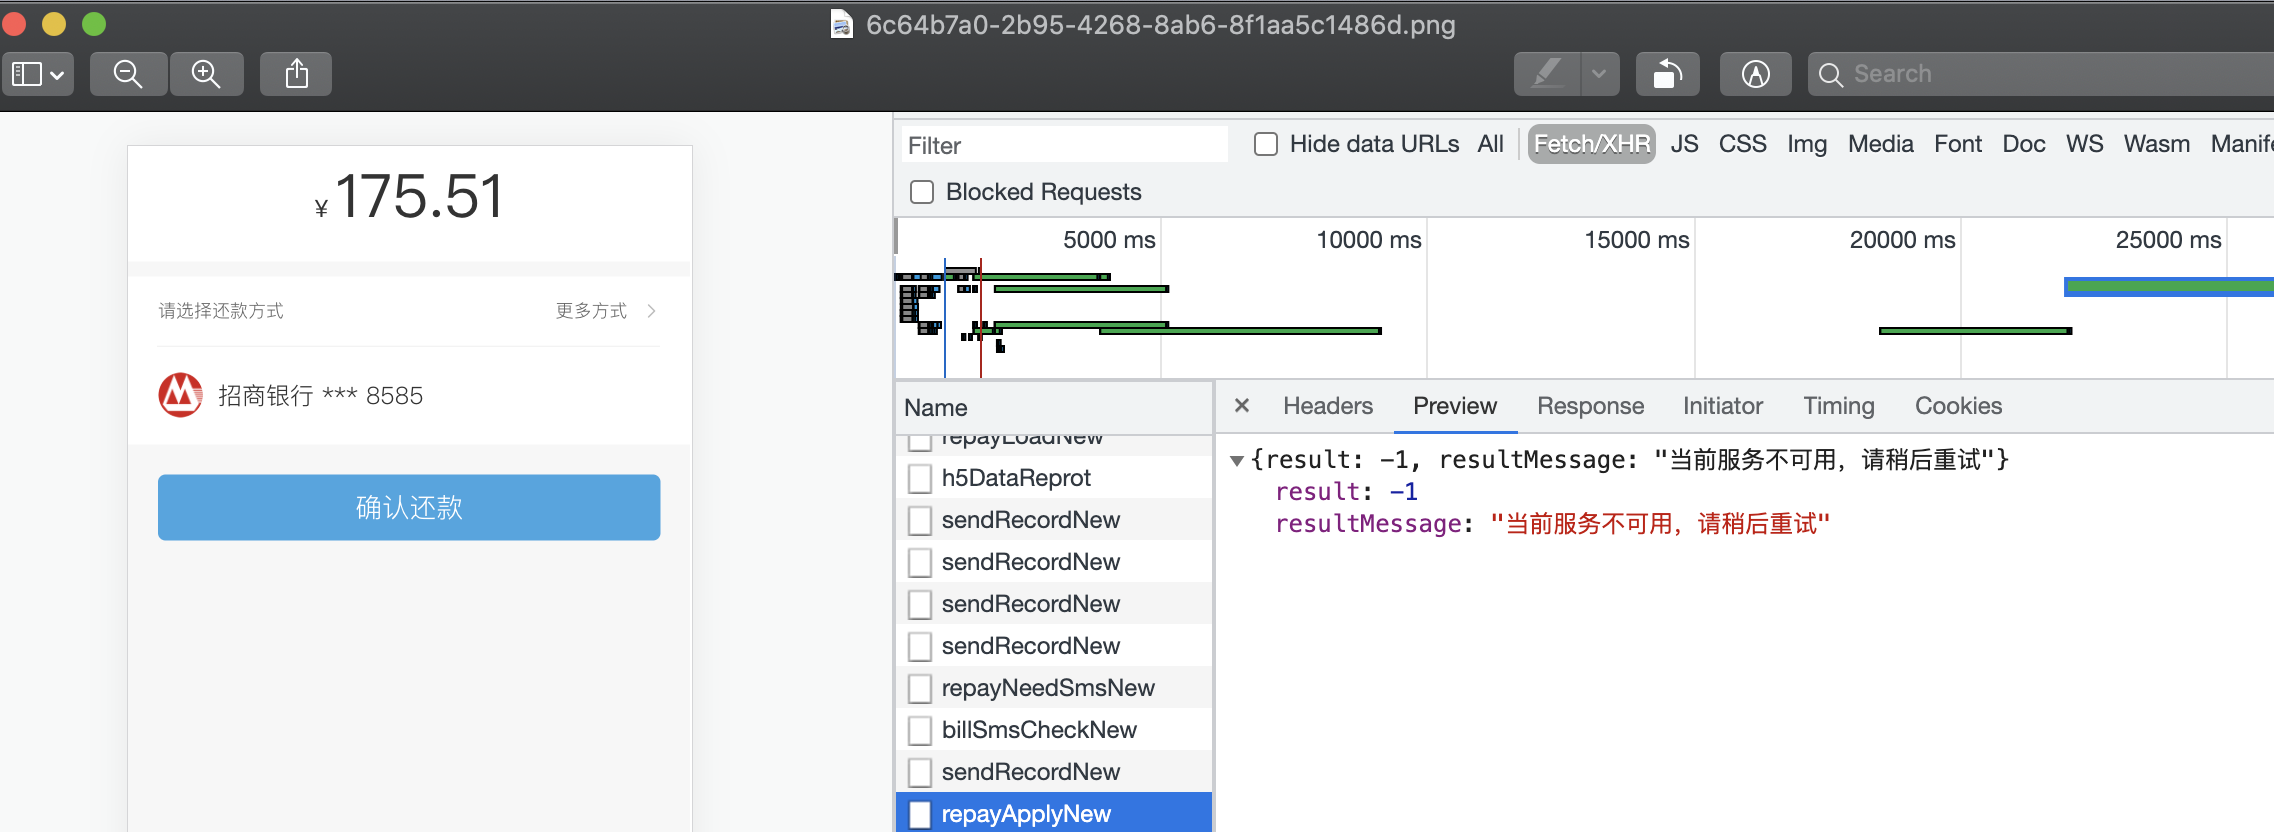 6c64b7a0-2b95-4268-8ab6-8f1aa5c1486d.png
Search
¥175.51
请选择还款方式 更多方式
招商银行 *** 8585
确认还款
Filter
Hide data URLs All Fetch/XHR JS CSS Img Media Font Doc WS Wasm Manife
Blocked Requests
5000 ms 10000 ms 15000 ms 20000 ms 25000 ms
Name
repayLoadNew
h5DataReprot
sendRecordNew
sendRecordNew
sendRecordNew
sendRecordNew
repayNeedSmsNew
billSmsCheckNew
sendRecordNew
repayApplyNew
Headers Preview Response Initiator Timing Cookies
{result: -1, resultMessage: "当前服务不可用，请稍后重试"}
result: -1
resultMessage: "当前服务不可用，请稍后重试"